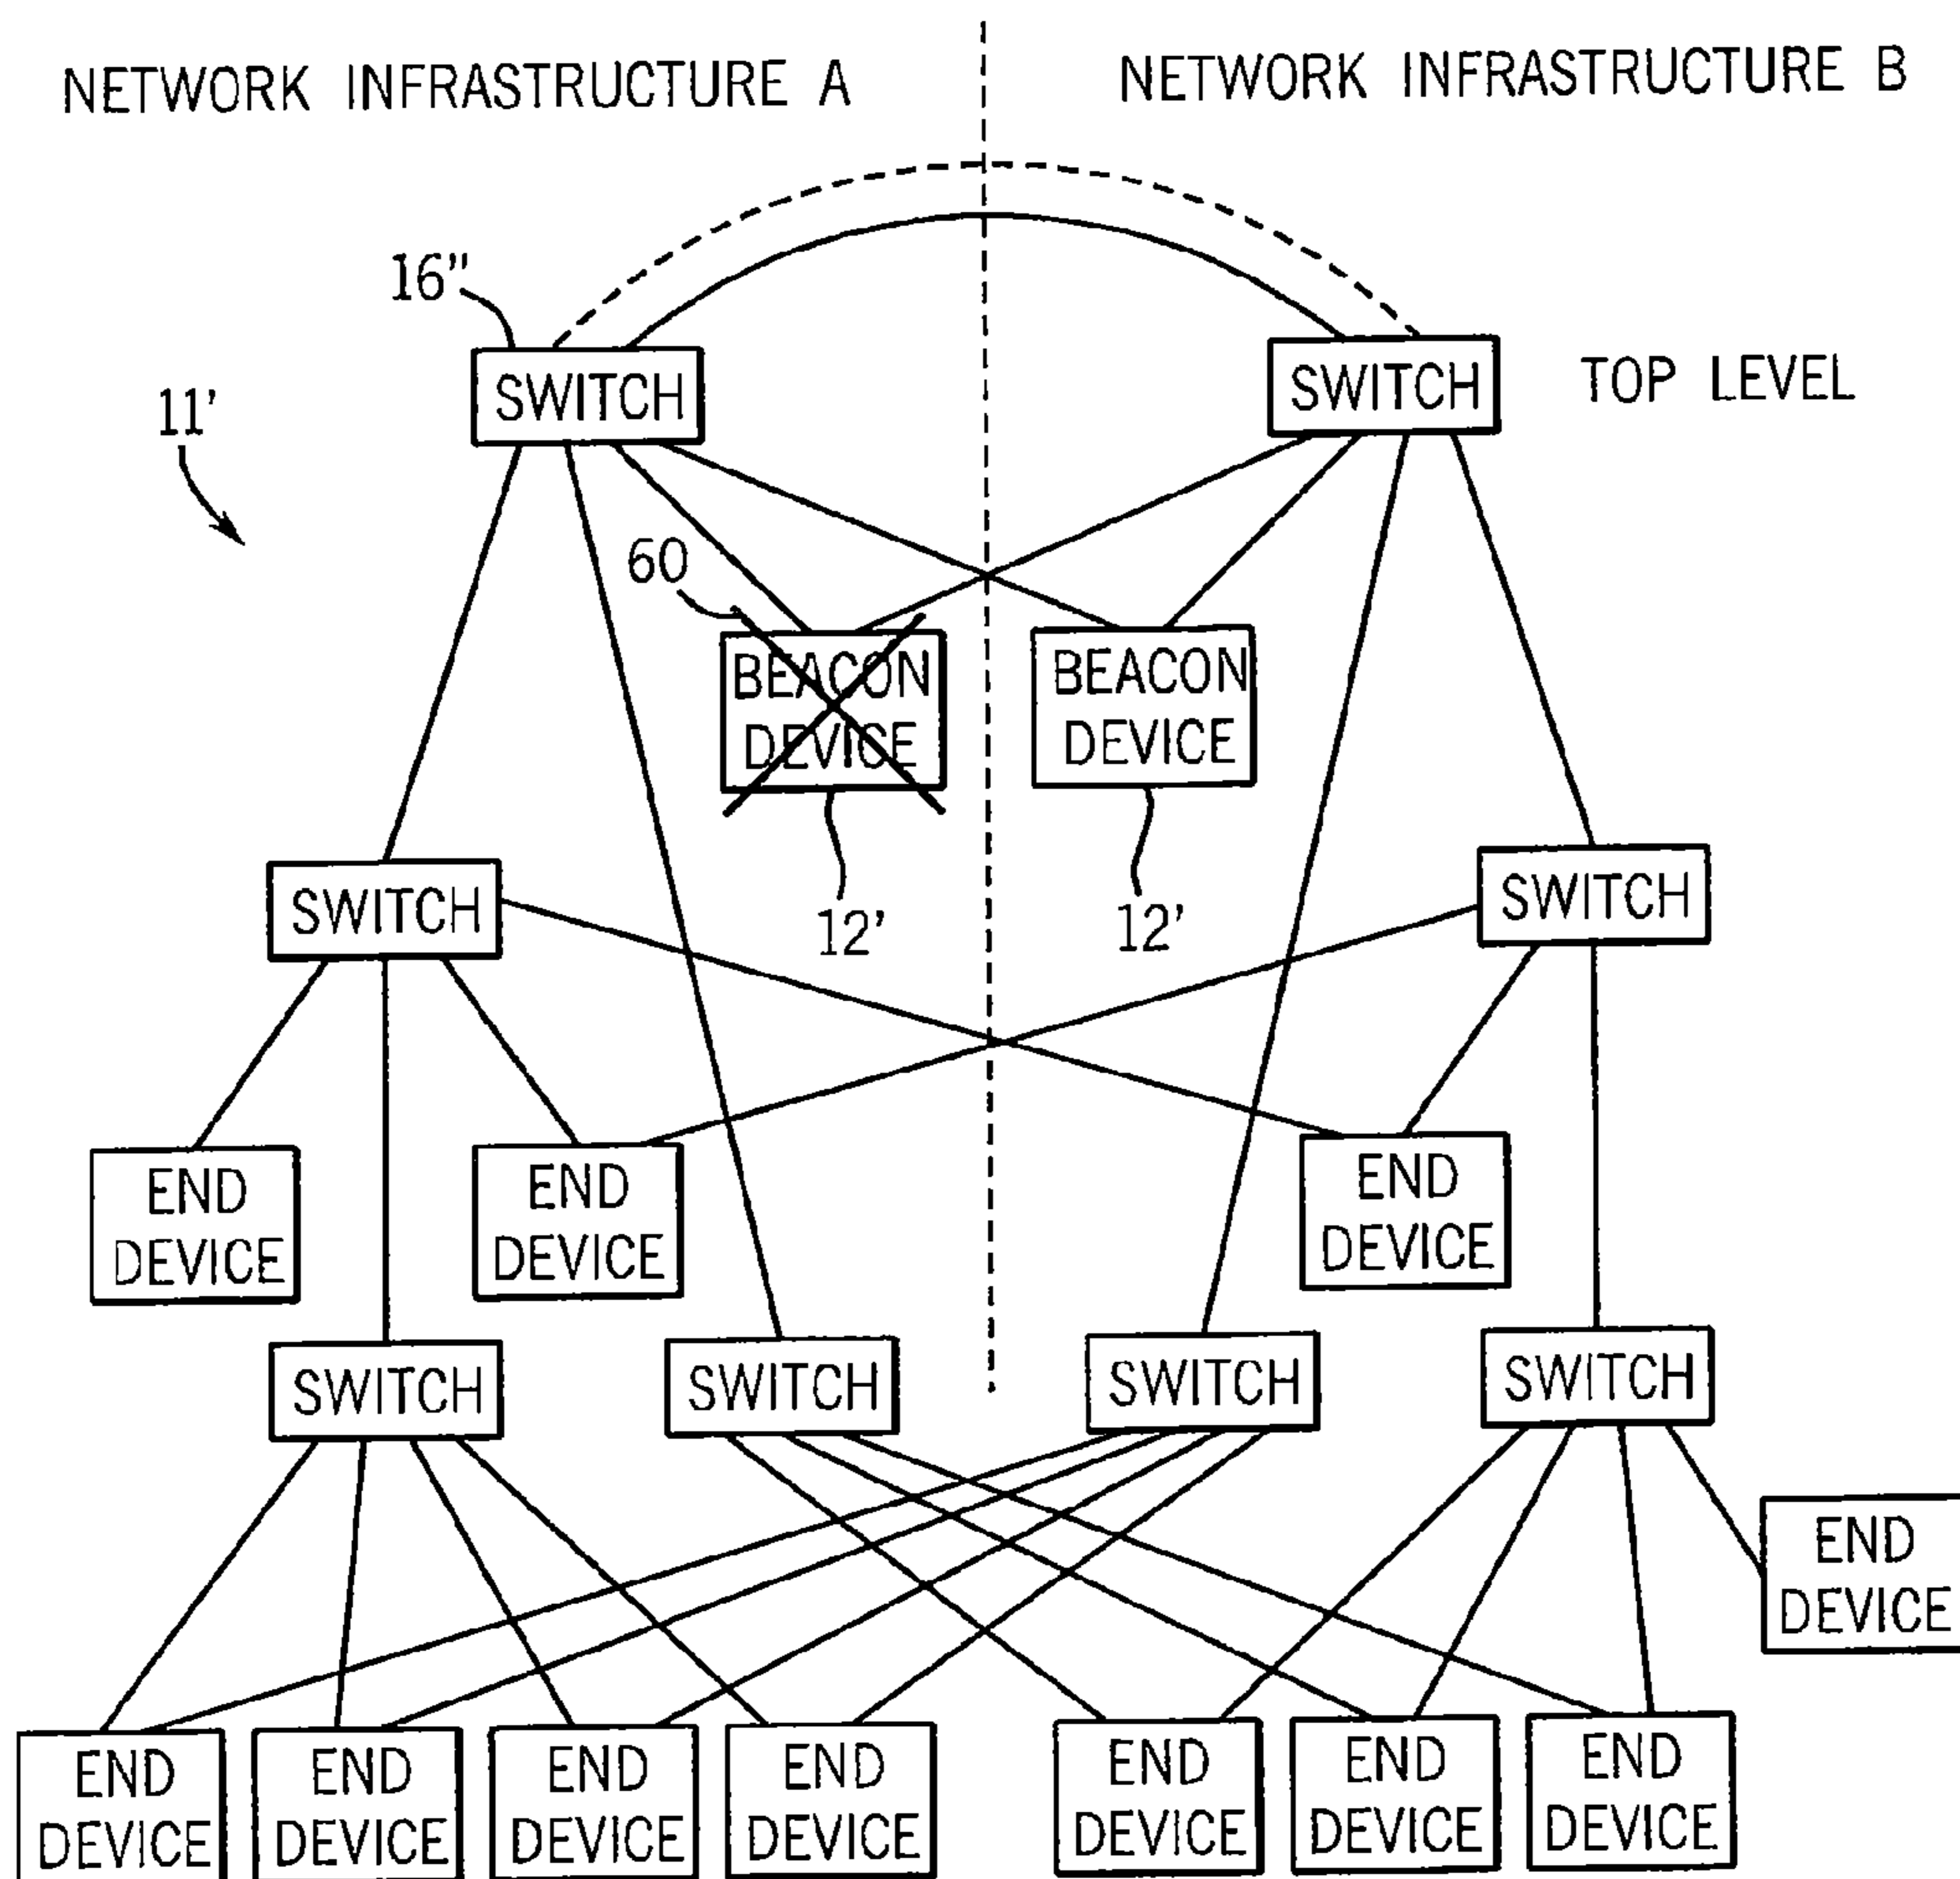 NETWORK INFRASTRUCTURE A
NETWORK INFRASTRUCTURE B
16"
SWITCH
SWITCH
TOP LEVEL
11'
60
BEACON
DEVICE
BEACON
DEVICE
12'
12'
SWITCH
SWITCH
END
DEVICE
END
DEVICE
END
DEVICE
SWITCH
SWITCH
SWITCH
SWITCH
END
DEVICE
END
DEVICE
END
DEVICE
END
DEVICE
END
DEVICE
END
DEVICE
END
DEVICE
END
DEVICE